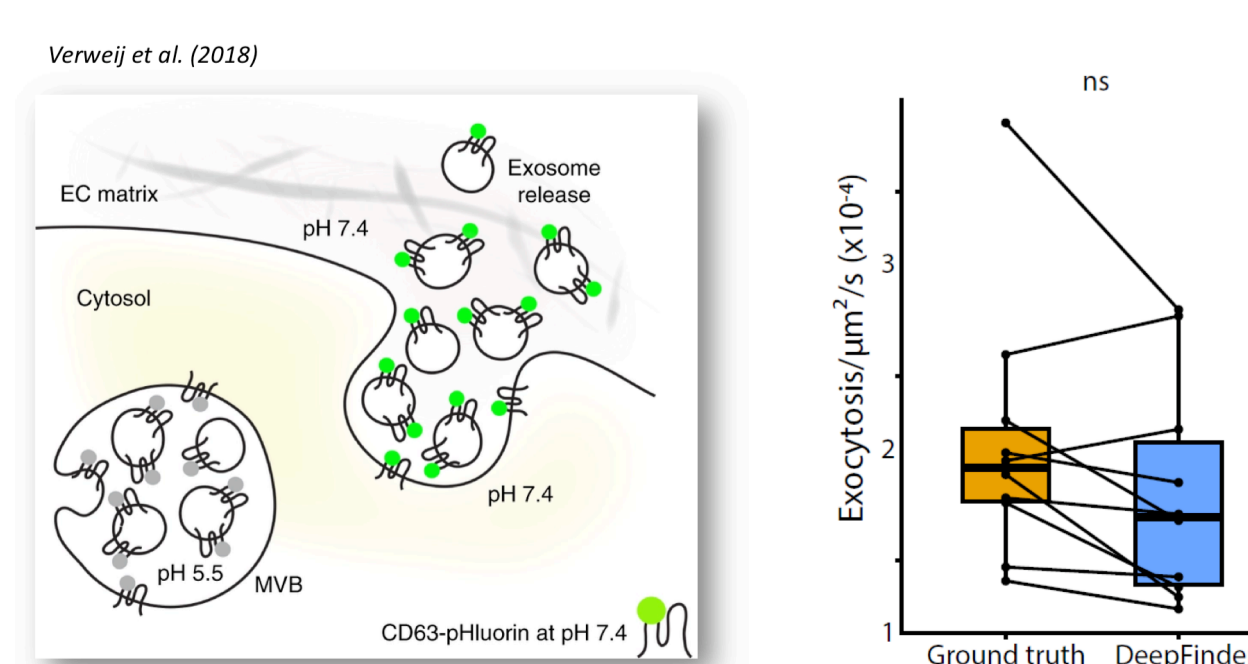 Verweij et al. (2018)
EC matrix
Exosome
release
pH 7.4
Cytosol
pH 7.4
pH 5.5
MVB
CD63-pHluorin at pH 7.4
ns
Exocytosis/μm²/s (x10⁻⁴)
3
2
1
Ground truth
DeepFinde